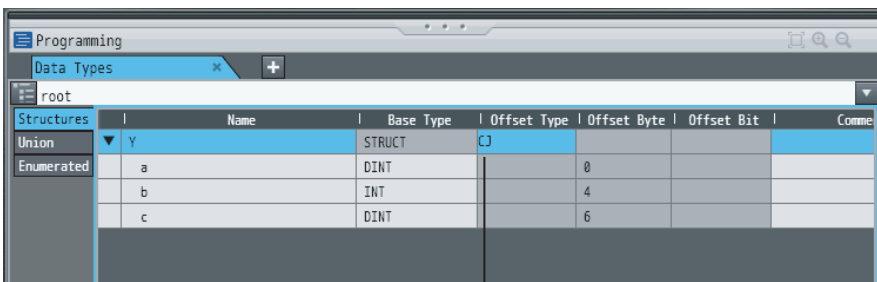 Programming
Data Types × +
root
Structures Name Base Type Offset Type Offset Byte Offset Bit Comme
Union ▼ Y STRUCT CJ
Enumerated a DINT 0
b INT 4
c DINT 6